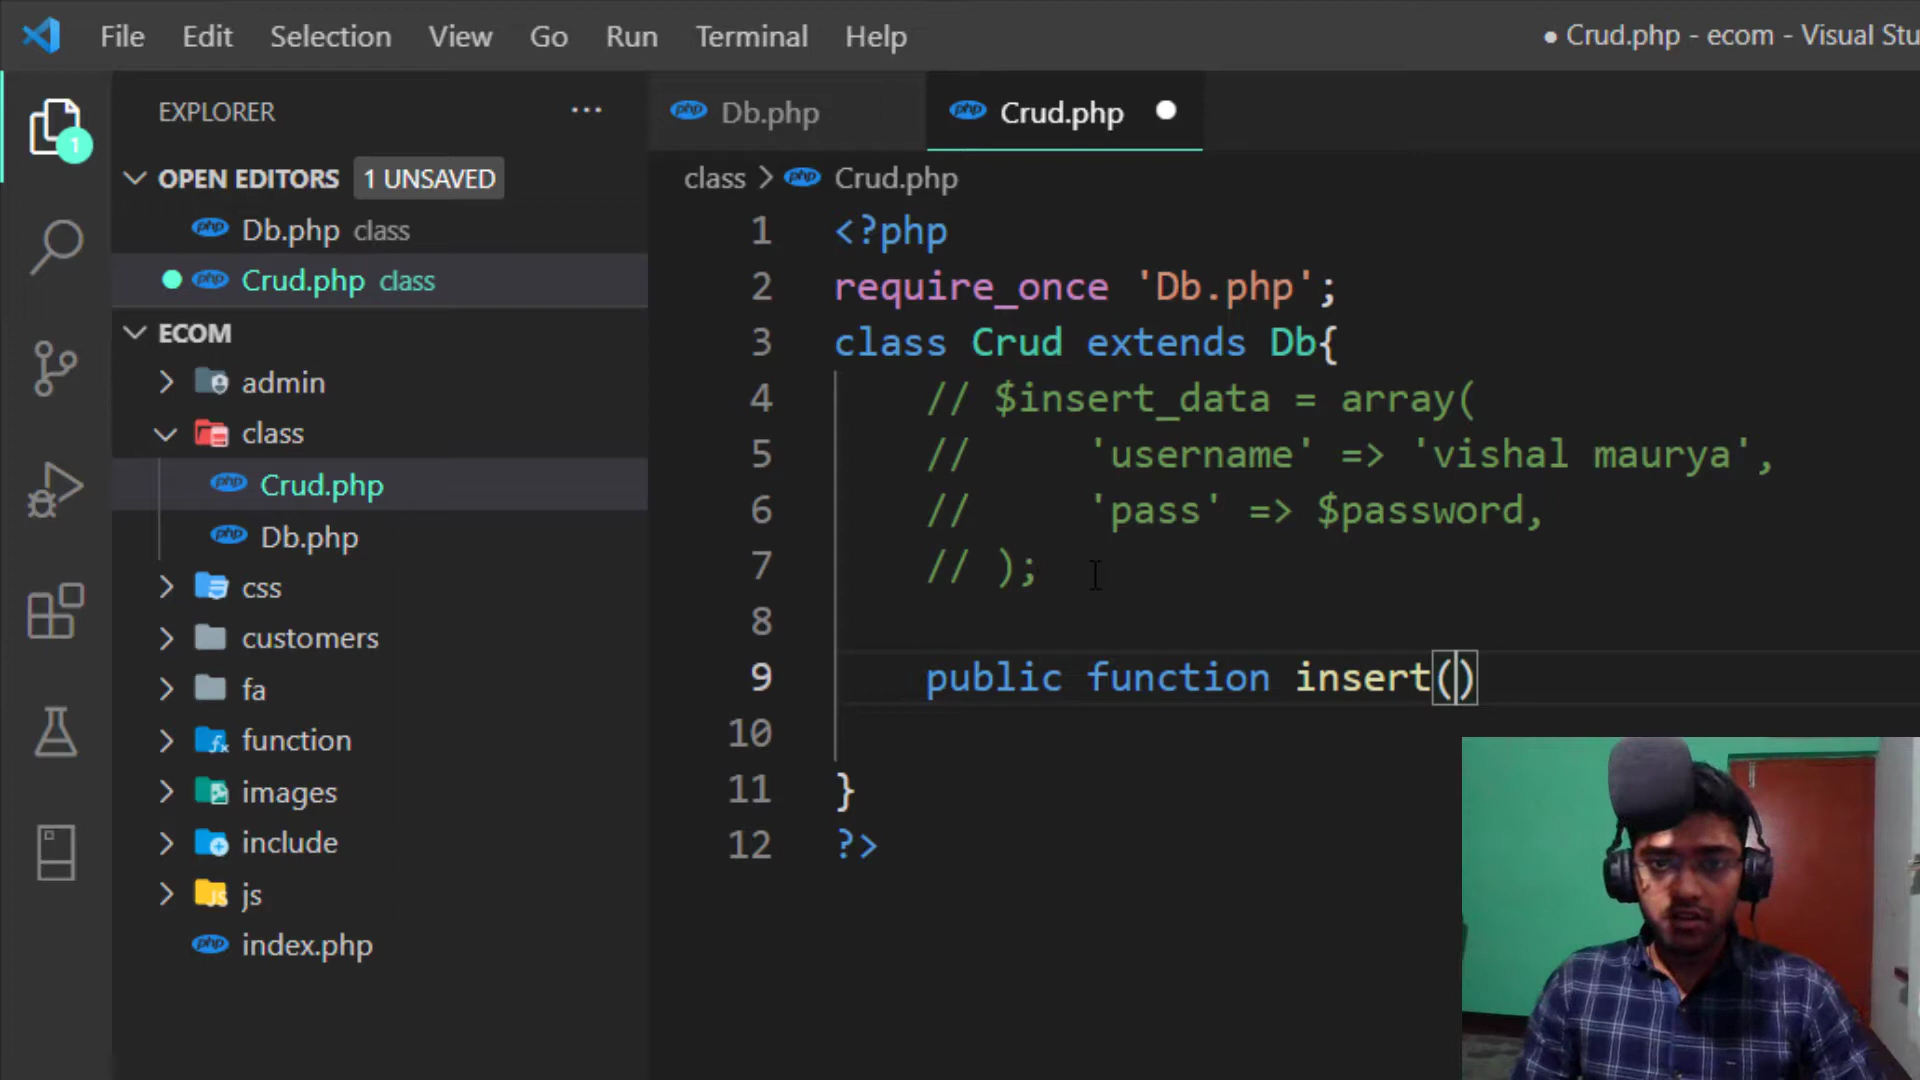 File Edit Selection View Go Run Terminal Help
● Crud.php - ecom - Visual Stu
EXPLORER ...
OPEN EDITORS 1 UNSAVED
Db.php class
Crud.php class
ECOM
admin
class
Crud.php
Db.php
css
customers
fa
function
images
include
js
index.php
1
php Db.php
php Crud.php
class > php Crud.php
1 <?php
2 require_once 'Db.php';
3 class Crud extends Db{
4 // $insert_data = array(
5 // 'username' => 'vishal maurya',
6 // 'pass' => $password,
7 // );
8
9 public function insert()
10
11 }
12 ?>